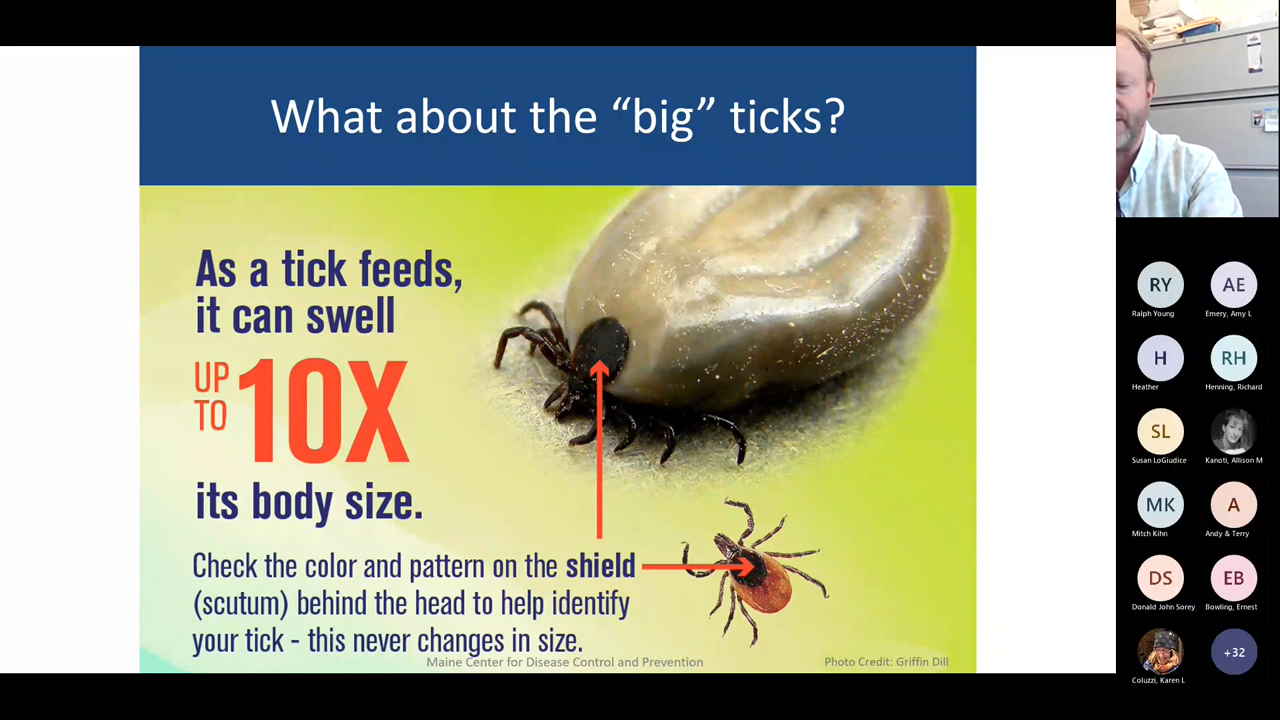 What about the “big” ticks?
As a tick feeds,
it can swell
UP
TO
10X
its body size.
Check the color and pattern on the shield
(scutum) behind the head to help identify
your tick - this never changes in size.
Maine Center for Disease Control and Prevention
Photo Credit: Griffin Dill
RY
AE
Ralph Young
Emery, Amy L
H
RH
Heather
Henning, Richard
SL
Susan LoGiudice
Kanoti, Allison M
MK
A
Mitch Kihn
Andy & Terry
DS
EB
Donald John Sorey
Bowling, Ernest
+32
Coluzzi, Karen L